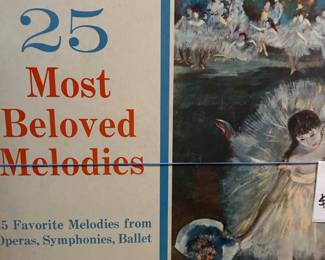 25
Most
Beloved
Melodies
5 Favorite Melodies from
Operas, Symphonies, Ballet
$